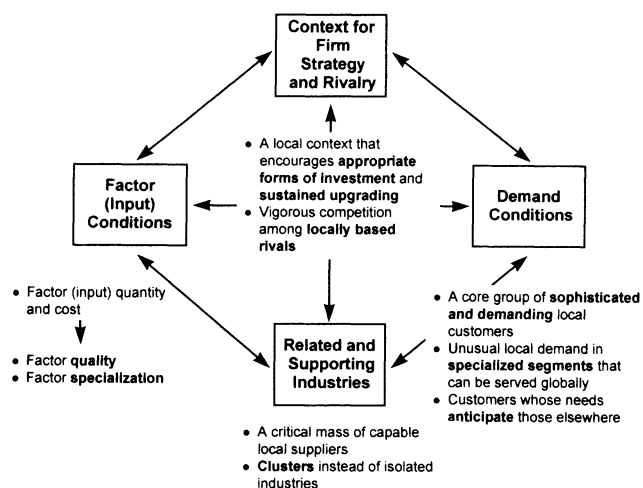 Context for
Firm
Strategy
and Rivalry
• A local context that
encourages appropriate
forms of investment and
sustained upgrading
• Vigorous competition
among locally based
rivals
Factor
(Input)
Conditions
Demand
Conditions
• Factor (input) quantity
and cost
• Factor quality
• Factor specialization
Related and
Supporting
Industries
• A critical mass of capable
local suppliers
• Clusters instead of isolated
industries
• A core group of sophisticated
and demanding local
customers
• Unusual local demand in
specialized segments that
can be served globally
• Customers whose needs
anticipate those elsewhere